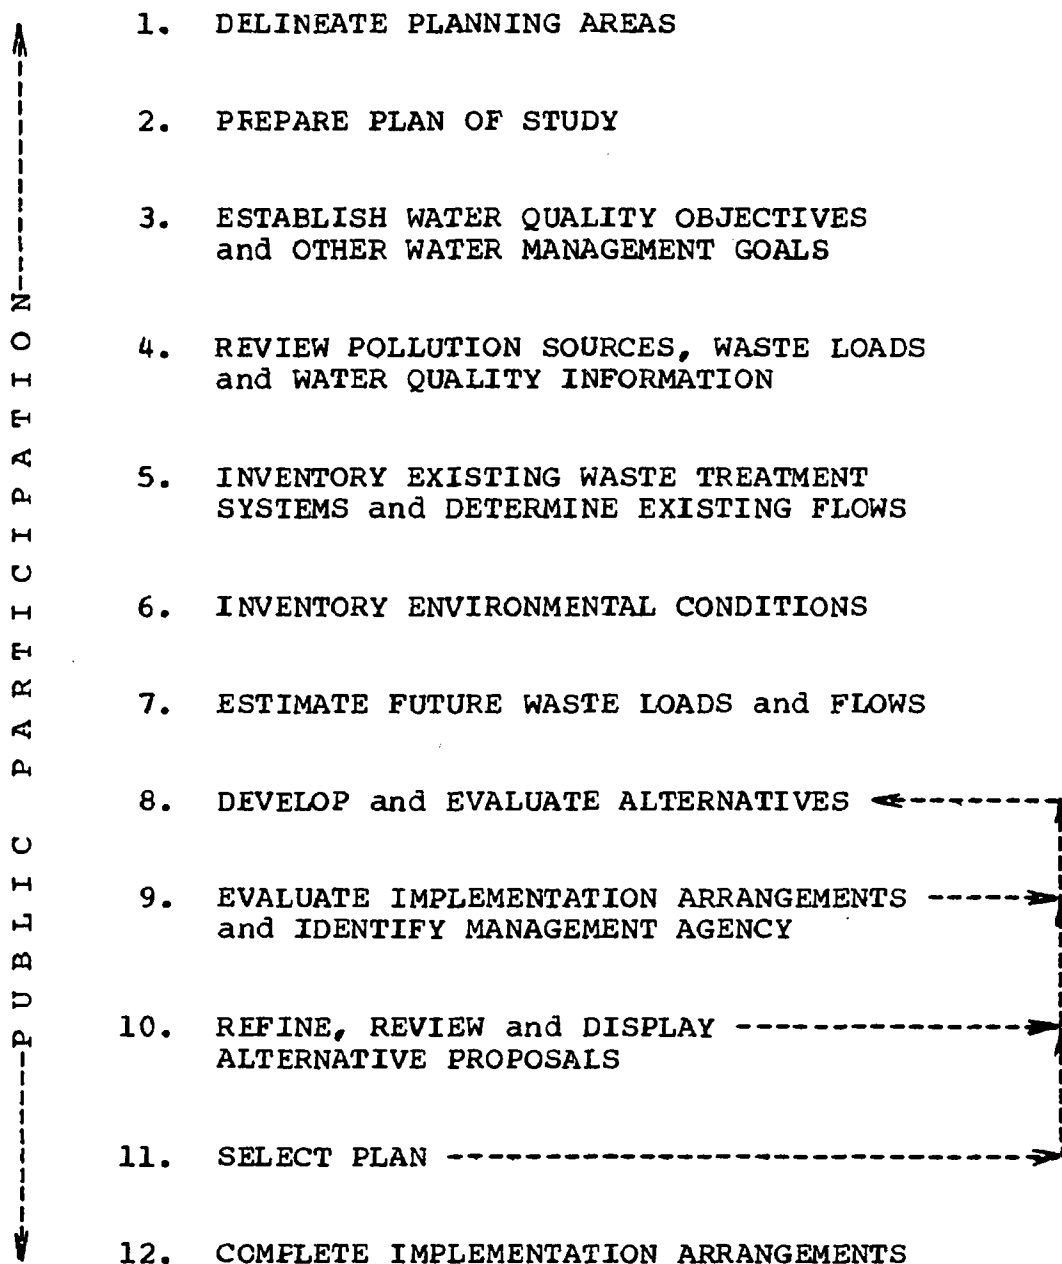 1. DELINEATE PLANNING AREAS
2. PREPARE PLAN OF STUDY
3. ESTABLISH WATER QUALITY OBJECTIVES
and OTHER WATER MANAGEMENT GOALS
4. REVIEW POLLUTION SOURCES, WASTE LOADS
and WATER QUALITY INFORMATION
5. INVENTORY EXISTING WASTE TREATMENT
SYSTEMS and DETERMINE EXISTING FLOWS
6. INVENTORY ENVIRONMENTAL CONDITIONS
7. ESTIMATE FUTURE WASTE LOADS and FLOWS
8. DEVELOP and EVALUATE ALTERNATIVES
9. EVALUATE IMPLEMENTATION ARRANGEMENTS
and IDENTIFY MANAGEMENT AGENCY
10. REFINE, REVIEW and DISPLAY
ALTERNATIVE PROPOSALS
11. SELECT PLAN
12. COMPLETE IMPLEMENTATION ARRANGEMENTS
PUBLIC PARTICIPATION